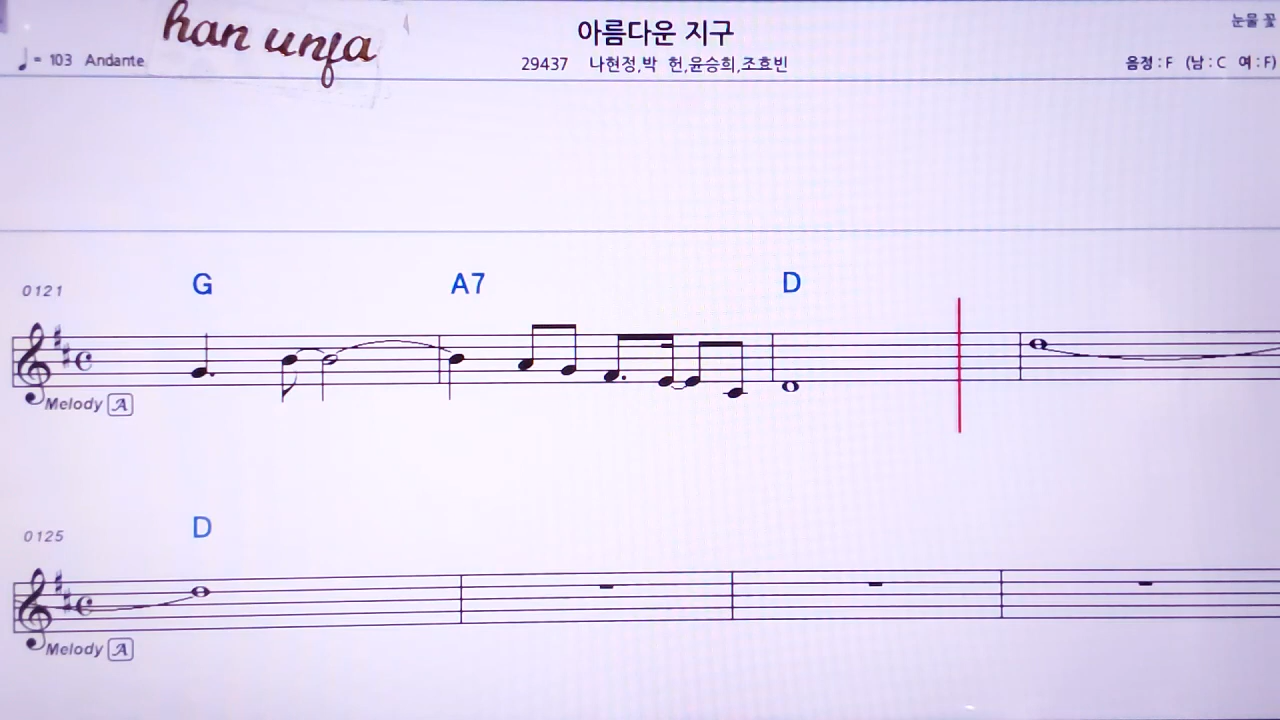 han unfa
아름다운 지구
눈물 꽃
♩= 103 Andante
29437 나현정,박 헌,윤승희,조효빈
음정 : F (남 : C 여 : F)
0121
G A7 D
Melody A
0125
D
Melody A